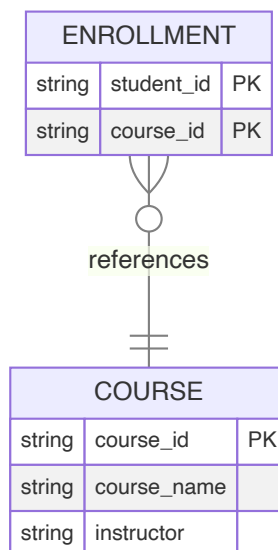 ENROLLMENT
string student_id PK
string course_id PK
references
COURSE
string course_id PK
string course_name
string instructor